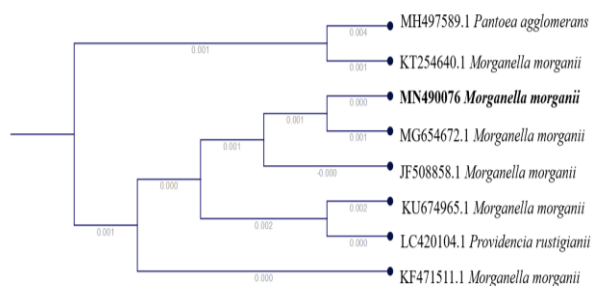 MH497589.1 Pantoea agglomerans
0.004
0.001
KT254640.1 Morganella morganii
0.001
MN490076 Morganella morganii
0.000
0.001
MG654672.1 Morganella morganii
0.001
0.001
JF508858.1 Morganella morganii
-0.000
0.000
KU674965.1 Morganella morganii
0.002
0.002
LC420104.1 Providencia rustigianii
0.000
0.001
KF471511.1 Morganella morganii
0.000